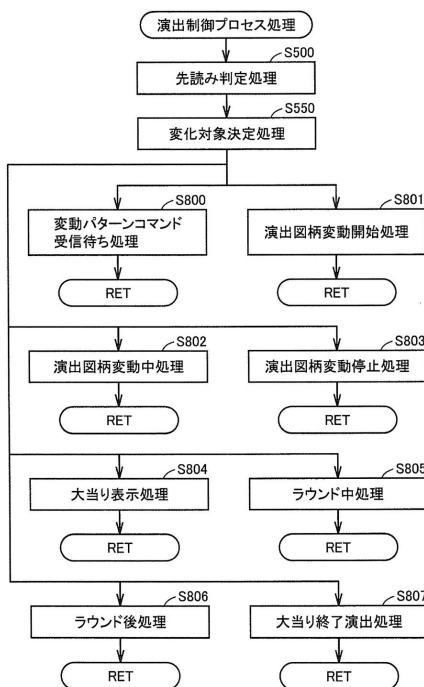 演出制御プロセス処理
S500
先読み判定処理
S550
変化対象決定処理
S800
変動パターンコマンド
受信待ち処理
S801
演出図柄変動開始処理
RET
RET
S802
演出図柄変動中処理
S803
演出図柄変動停止処理
RET
RET
S804
大当り表示処理
S805
ラウンド中処理
RET
RET
S806
ラウンド後処理
S807
大当り終了演出処理
RET
RET